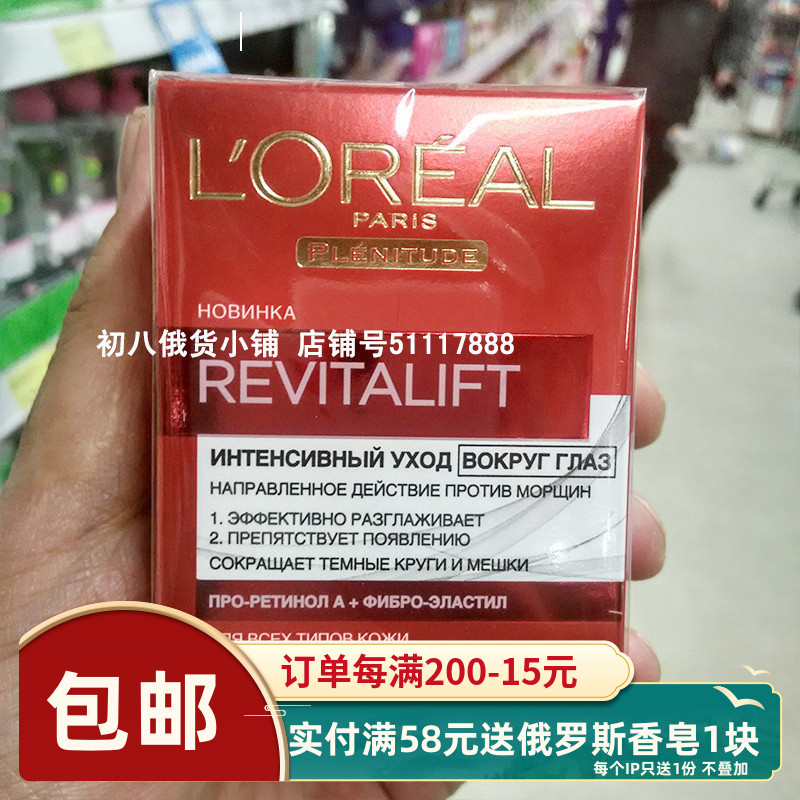 L'ORÉAL
PARIS
PLÉNITUDE
НОВИНКА
初八俄货小铺 店铺号51117888
REVITALIFT
ИНТЕНСИВНЫЙ УХОД ВОКРУГ ГЛАЗ
НАПРАВЛЕННОЕ ДЕЙСТВИЕ ПРОТИВ МОРЩИН
1. ЭФФЕКТИВНО РАЗГЛАЖИВАЕТ
2. ПРЕПЯТСТВУЕТ ПОЯВЛЕНИЮ
СОКРАЩАЕТ ТЕМНЫЕ КРУГИ И МЕШКИ
ПРО-РЕТИНОЛ А + ФИБРО-ЭЛАСТИЛ
ВСЕХ ТИПОВ КОЖИ
包邮
订单每满200-15元
实付满58元送俄罗斯香皂1块
每个IP只送1份 不叠加